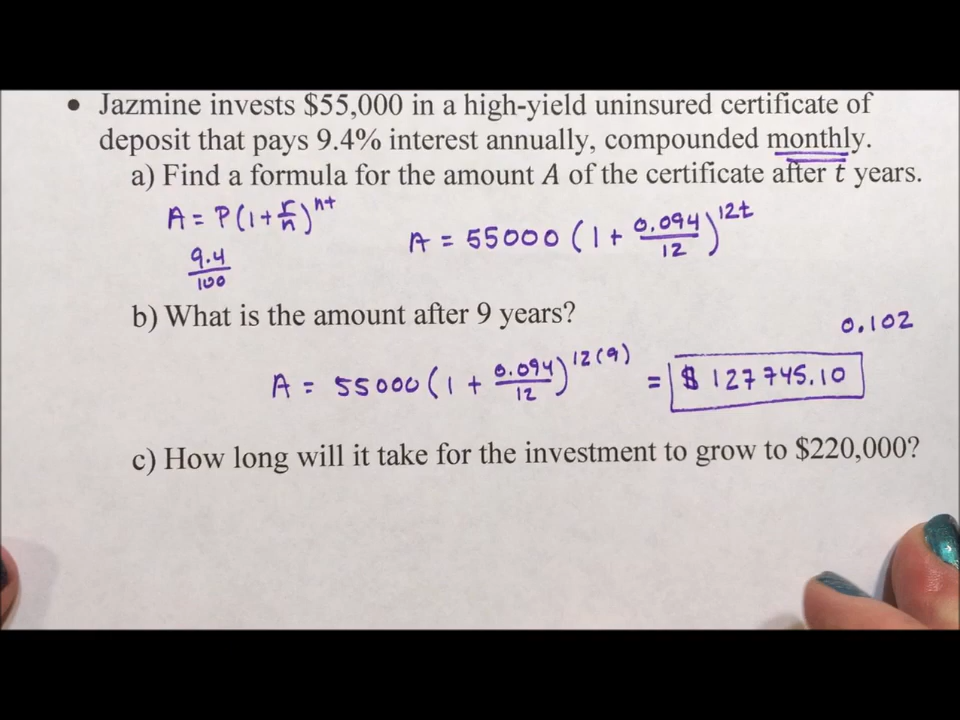 • Jazmine invests $55,000 in a high-yield uninsured certificate of
deposit that pays 9.4% interest annually, compounded monthly.
a) Find a formula for the amount A of the certificate after t years.
A = P(1 + r/n)^nt
9.4/100
A = 55000 (1 + 0.094/12)^12t
b) What is the amount after 9 years?
0.102
A = 55000 (1 + 0.094/12)^12(9) = $ 127745.10
c) How long will it take for the investment to grow to $220,000?